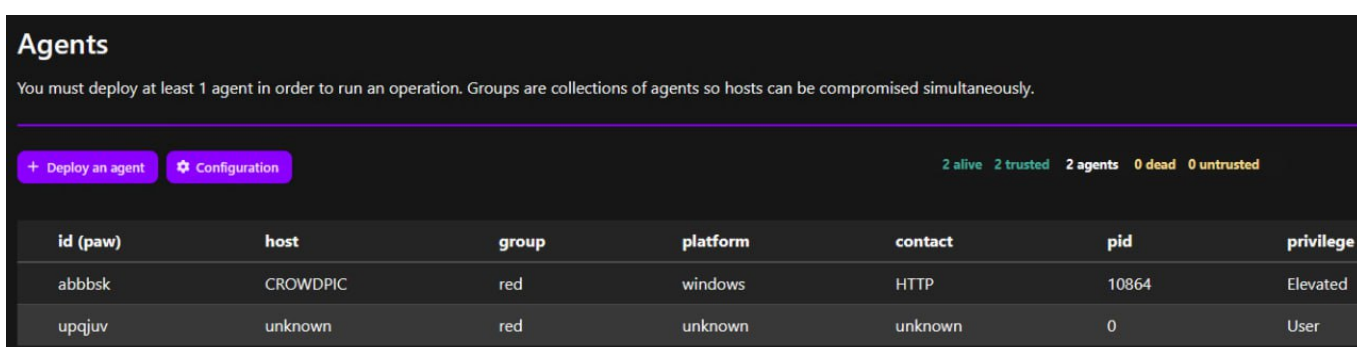 Agents
You must deploy at least 1 agent in order to run an operation. Groups are collections of agents so hosts can be compromised simultaneously.
+ Deploy an agent Configuration 2 alive 2 trusted 2 agents 0 dead 0 untrusted
id (paw) host group platform contact pid privilege
abbbsk CROWDPIC red windows HTTP 10864 Elevated
upqjuv unknown red unknown unknown 0 User